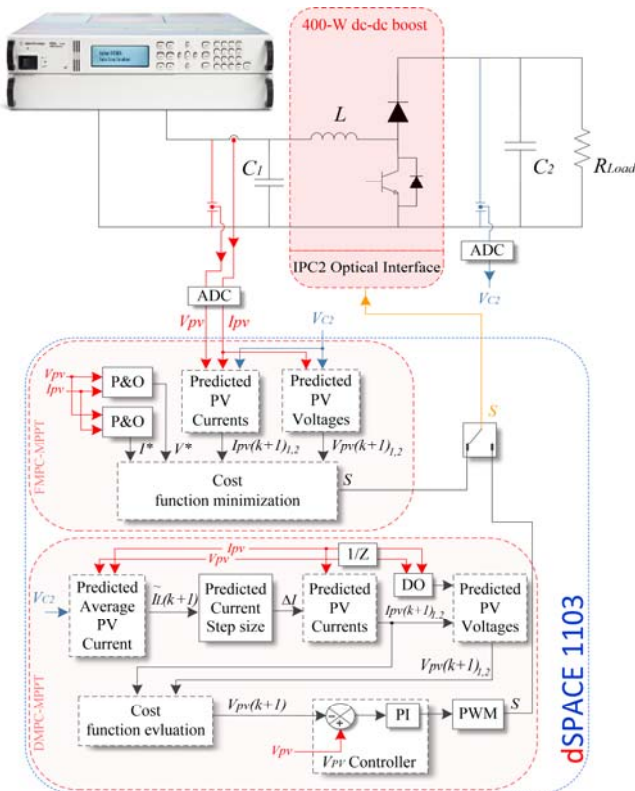 400-W dc-dc boost
L
C1
C2
RLoad
IPC2 Optical Interface
ADC
VC2
ADC
Vpv
Ipv
VC2
Vpv
Ipv
P&O
P&O
Predicted
PV
Currents
Predicted
PV
Voltages
S
I*
V*
Ipv(k+1)1,2
Vpv(k+1)1,2
Cost
function minimization
S
FMPC-MPPT
Ipv
Vpv
1/Z
DO
VC2
Predicted
Average
PV
Current
ĨL(k+1)
Predicted
Current
Step size
ΔI
Predicted
PV
Currents
Ipv(k+1)1,2
Predicted
PV
Voltages
Vpv(k+1)1,2
Cost
function evluation
Vpv(k+1)
−
+
Vpv
PI
VPV Controller
PWM
S
DMPC-MPPT
dSPACE 1103